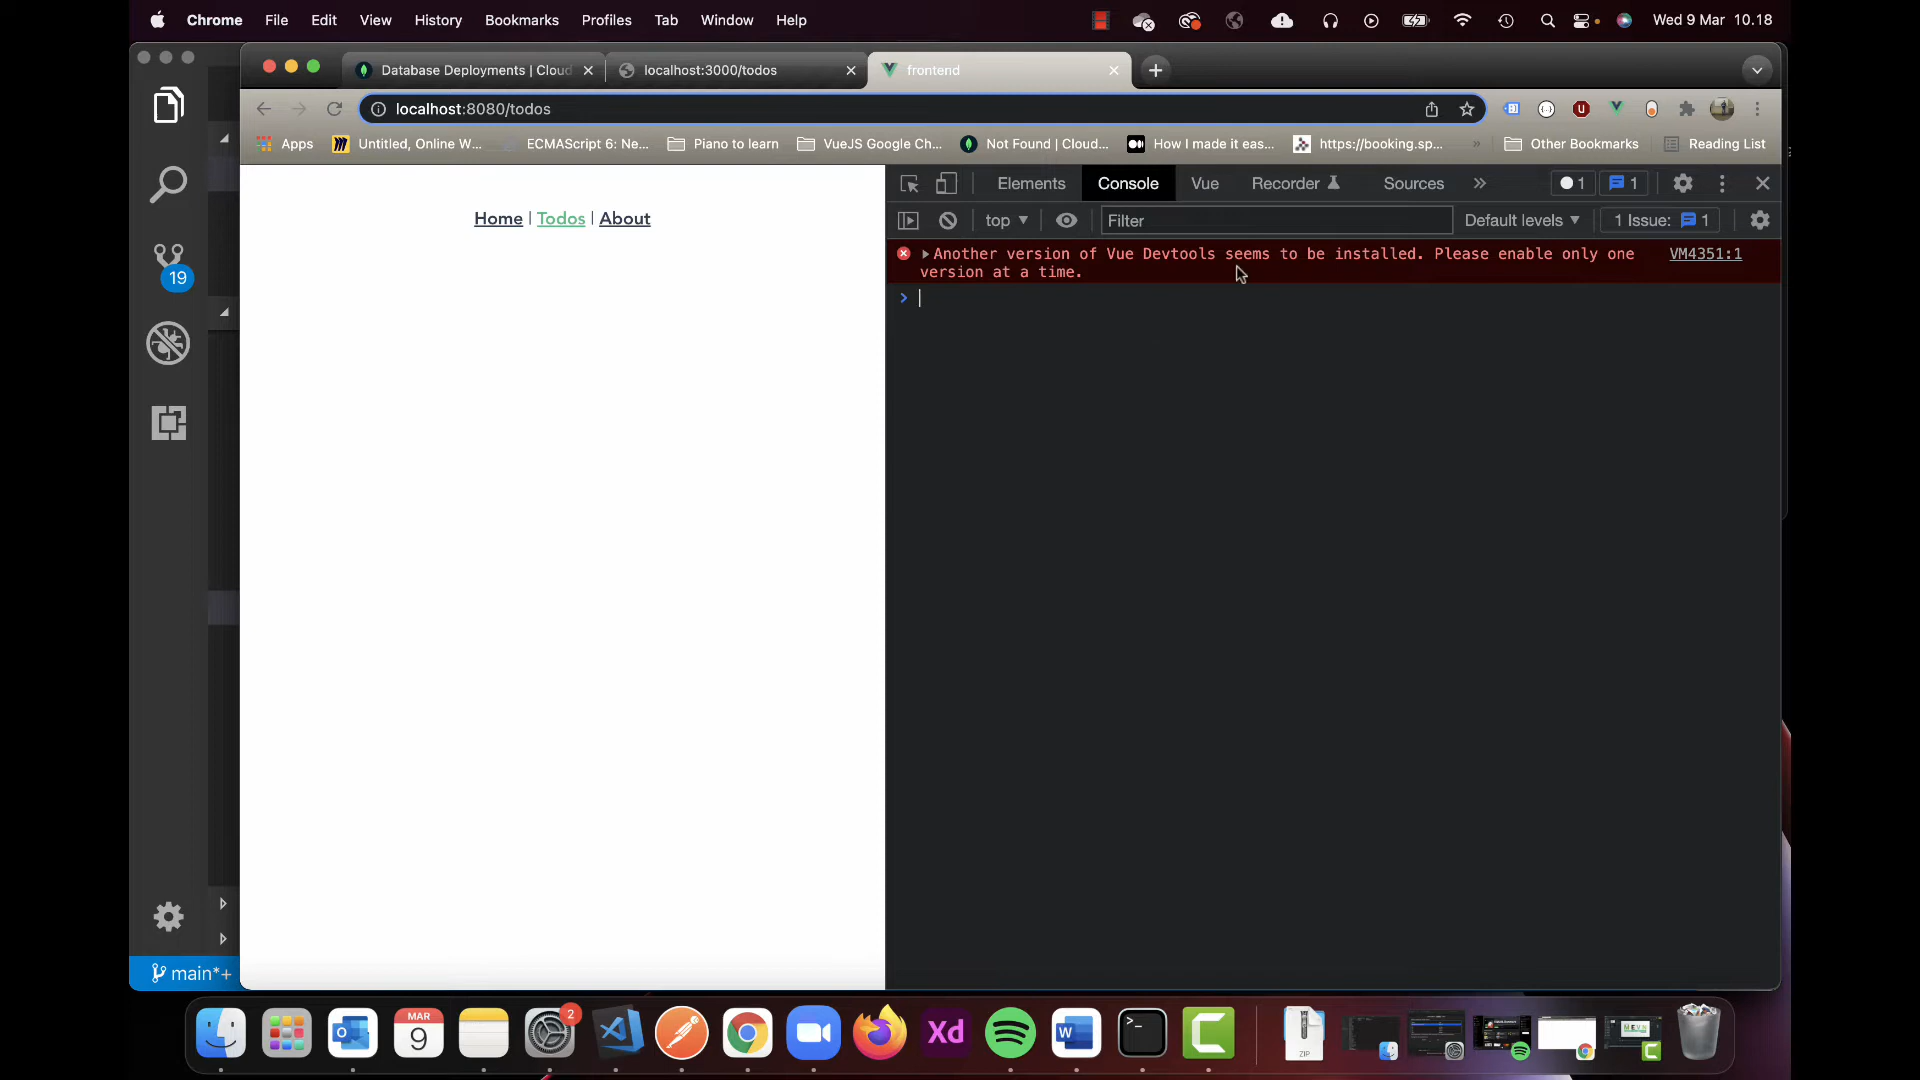 Chrome File Edit View History Bookmarks Profiles Tab Window Help Wed 9 Mar 10.18
Database Deployments | Cloud localhost:3000/todos frontend
localhost:8080/todos
Apps Untitled, Online W... ECMAScript 6: Ne... Piano to learn VueJS Google Ch... Not Found | Cloud... How I made it eas... https://booking.sp... » Other Bookmarks Reading List
Elements Console Vue Recorder Sources » 1 1
top Filter Default levels 1 Issue: 1
Home | Todos | About
Another version of Vue Devtools seems to be installed. Please enable only one VM4351:1
version at a time.
19
main*+
2
MAR
9
Xd
W
ZIP
MEVN